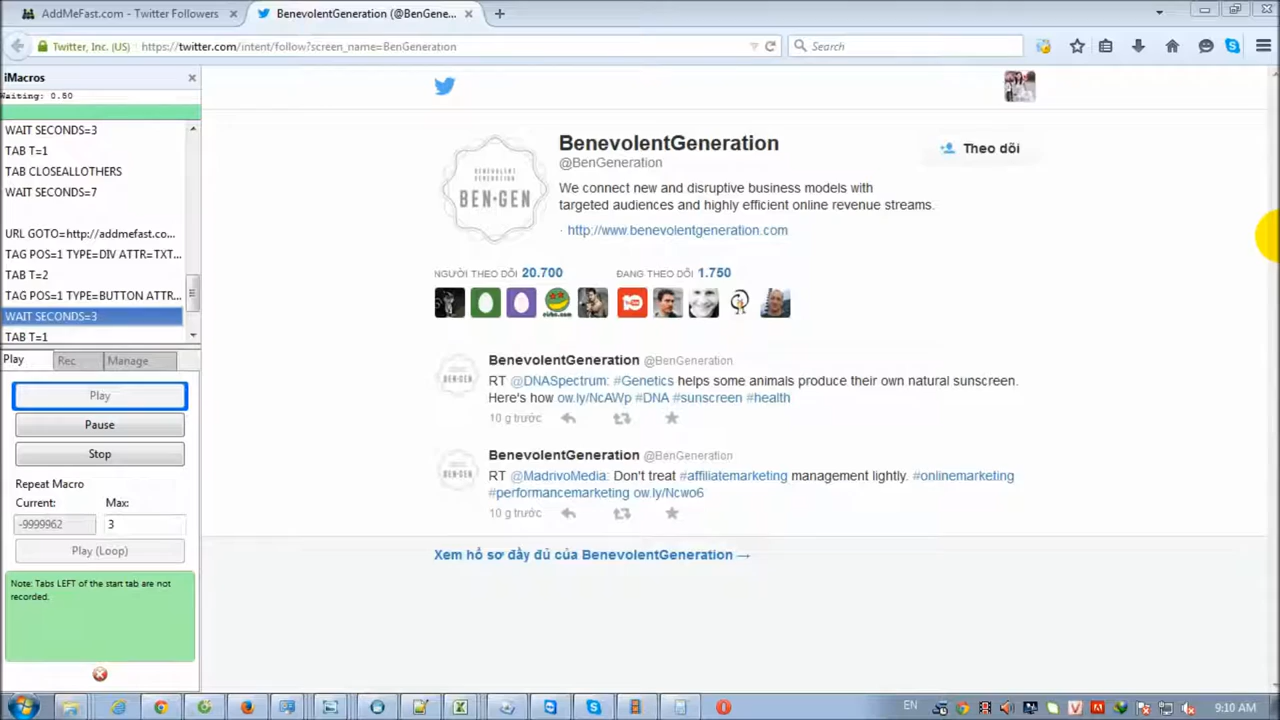 AddMeFast.com - Twitter Followers
BenevolentGeneration (@BenGene...
Twitter, Inc. (US)
https://twitter.com/intent/follow?screen_name=BenGeneration
Search
iMacros
Waiting: 0.50
WAIT SECONDS=3
TAB T=1
TAB CLOSEALLOTHERS
WAIT SECONDS=7
URL GOTO=http://addmefast.co...
TAG POS=1 TYPE=DIV ATTR=TXT...
TAB T=2
TAG POS=1 TYPE=BUTTON ATTR...
WAIT SECONDS=3
TAB T=1
Play
Rec
Manage
Play
Pause
Stop
Repeat Macro
Current:
Max:
-9999962
3
Play (Loop)
Note: Tabs LEFT of the start tab are not
recorded.
BENEVOLENT
GENERATION
BEN·GEN
BenevolentGeneration
@BenGeneration
We connect new and disruptive business models with
targeted audiences and highly efficient online revenue streams.
· http://www.benevolentgeneration.com
Theo dõi
NGƯỜI THEO DÕI 20.700
ĐANG THEO DÕI 1.750
BenevolentGeneration @BenGeneration
RT @DNASpectrum: #Genetics helps some animals produce their own natural sunscreen.
Here's how ow.ly/NcAWp #DNA #sunscreen #health
10 g trước
BenevolentGeneration @BenGeneration
RT @MadrivoMedia: Don't treat #affiliatemarketing management lightly. #onlinemarketing
#performancemarketing ow.ly/Ncwo6
10 g trước
Xem hồ sơ đầy đủ của BenevolentGeneration →
EN
9:10 AM